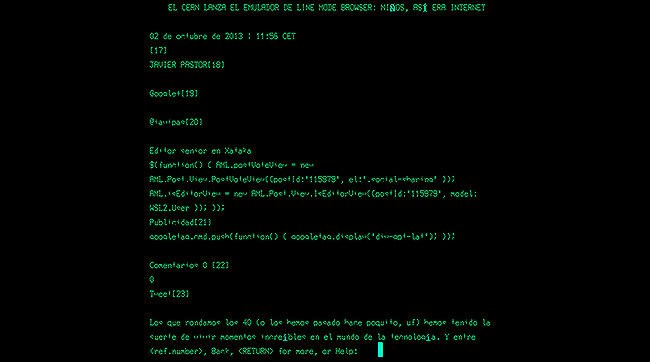 EL CERN LANZA EL EMULADOR DE LINE MODE BROWSER: NIÑOS, ASÍ ERA INTERNET
02 de octubre de 2013 | 11:56 CET
[17]
JAVIER PASTOR[18]
Google+[19]
@javipas[20]
Editor senior en Xataka
$(function() { AML.postVoteView = new
AML.Post.View.PostVoteView({postId:'115979', el:".social-sharing" });
AML.isEditorView = new AML.Post.View.IsEditorView({postId:'115979', model:
WSL2.User }); });
Publicidad[21]
googletag.cmd.push(function() { googletag.display('div-gpt-lat'); });
Comentarios 0 [22]
0
Tweet[23]
Los que rondamos los 40 (o los hemos pasado hace poquito, uf) hemos tenido la
suerte de vivir momentos increíbles en el mundo de la tecnología. Y entre
<ref.number>, Back, <RETURN> for more, or Help: